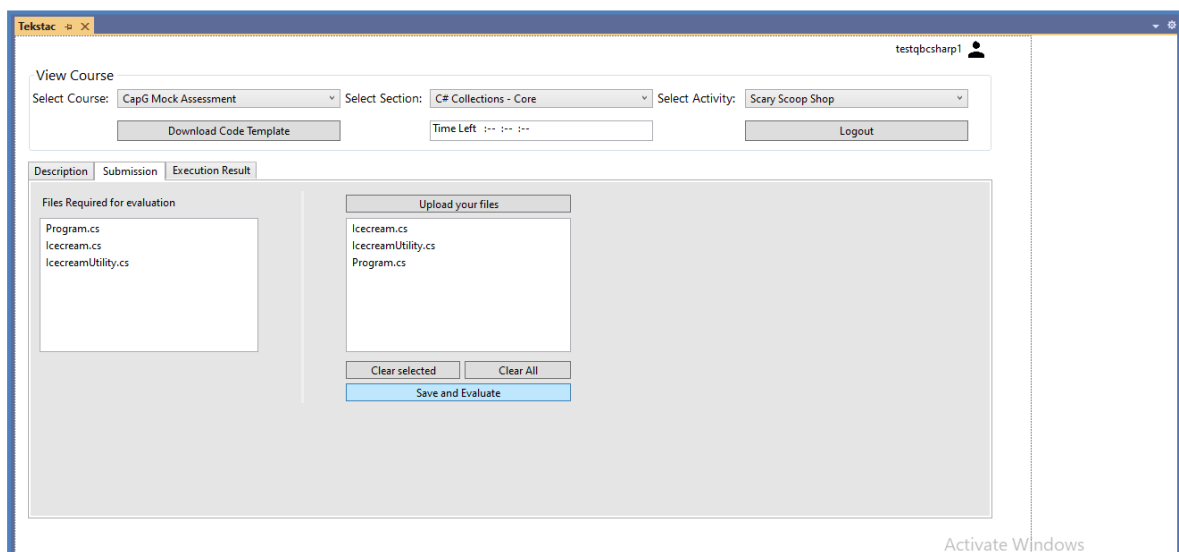 Tekstac
testqbcsharp1
View Course
Select Course: CapG Mock Assessment Select Section: C# Collections - Core Select Activity: Scary Scoop Shop
Download Code Template Time Left :-- :-- :-- Logout
Description Submission Execution Result
Files Required for evaluation
Program.cs
Icecream.cs
IcecreamUtility.cs
Upload your files
Icecream.cs
IcecreamUtility.cs
Program.cs
Clear selected Clear All
Save and Evaluate
Activate Windows